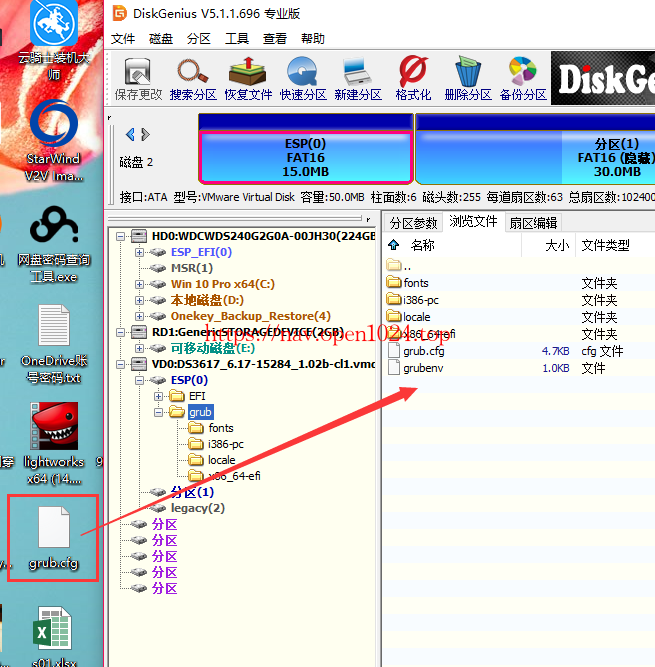 云骑士装机大
师
StarWind
V2V Ima...
网盘密码查询
工具.exe
OneDrive账
号密码.txt
lightworks
x64 (14....
grub.cfg
s01.xlsx
DiskGenius V5.1.1.696 专业版
文件 磁盘 分区 工具 查看 帮助
保存更改 搜索分区 恢复文件 快速分区 新建分区 格式化 删除分区 备份分区
DiskGe
磁盘 2
ESP(0)
FAT16
15.0MB
分区(1)
FAT16 (隐藏)
30.0MB
接口:ATA 型号:VMware Virtual Disk 容量:50.0MB 柱面数:6 磁头数:255 每道扇区数:63 总扇区数:102400
HD0:WDCWDS240G2G0A-00JH30(224GB
ESP_EFI(0)
MSR(1)
Win 10 Pro x64(C:)
本地磁盘(D:)
Onekey_Backup_Restore(4)
RD1:GenericSTORAGEDEVICE(2GB)
可移动磁盘(E:)
VD0:DS3617_6.17-15284_1.02b-cl1.vmd
ESP(0)
EFI
grub
fonts
i386-pc
locale
x86_64-efi
分区(1)
legacy(2)
分区
分区
分区
分区
分区
分区参数 浏览文件 扇区编辑
名称 大小 文件类型
..
fonts 文件夹
i386-pc 文件夹
locale 文件夹
x86_64-efi 文件夹
grub.cfg 4.7KB cfg 文件
grubenv 1.0KB 文件
https://nav.open1024.top